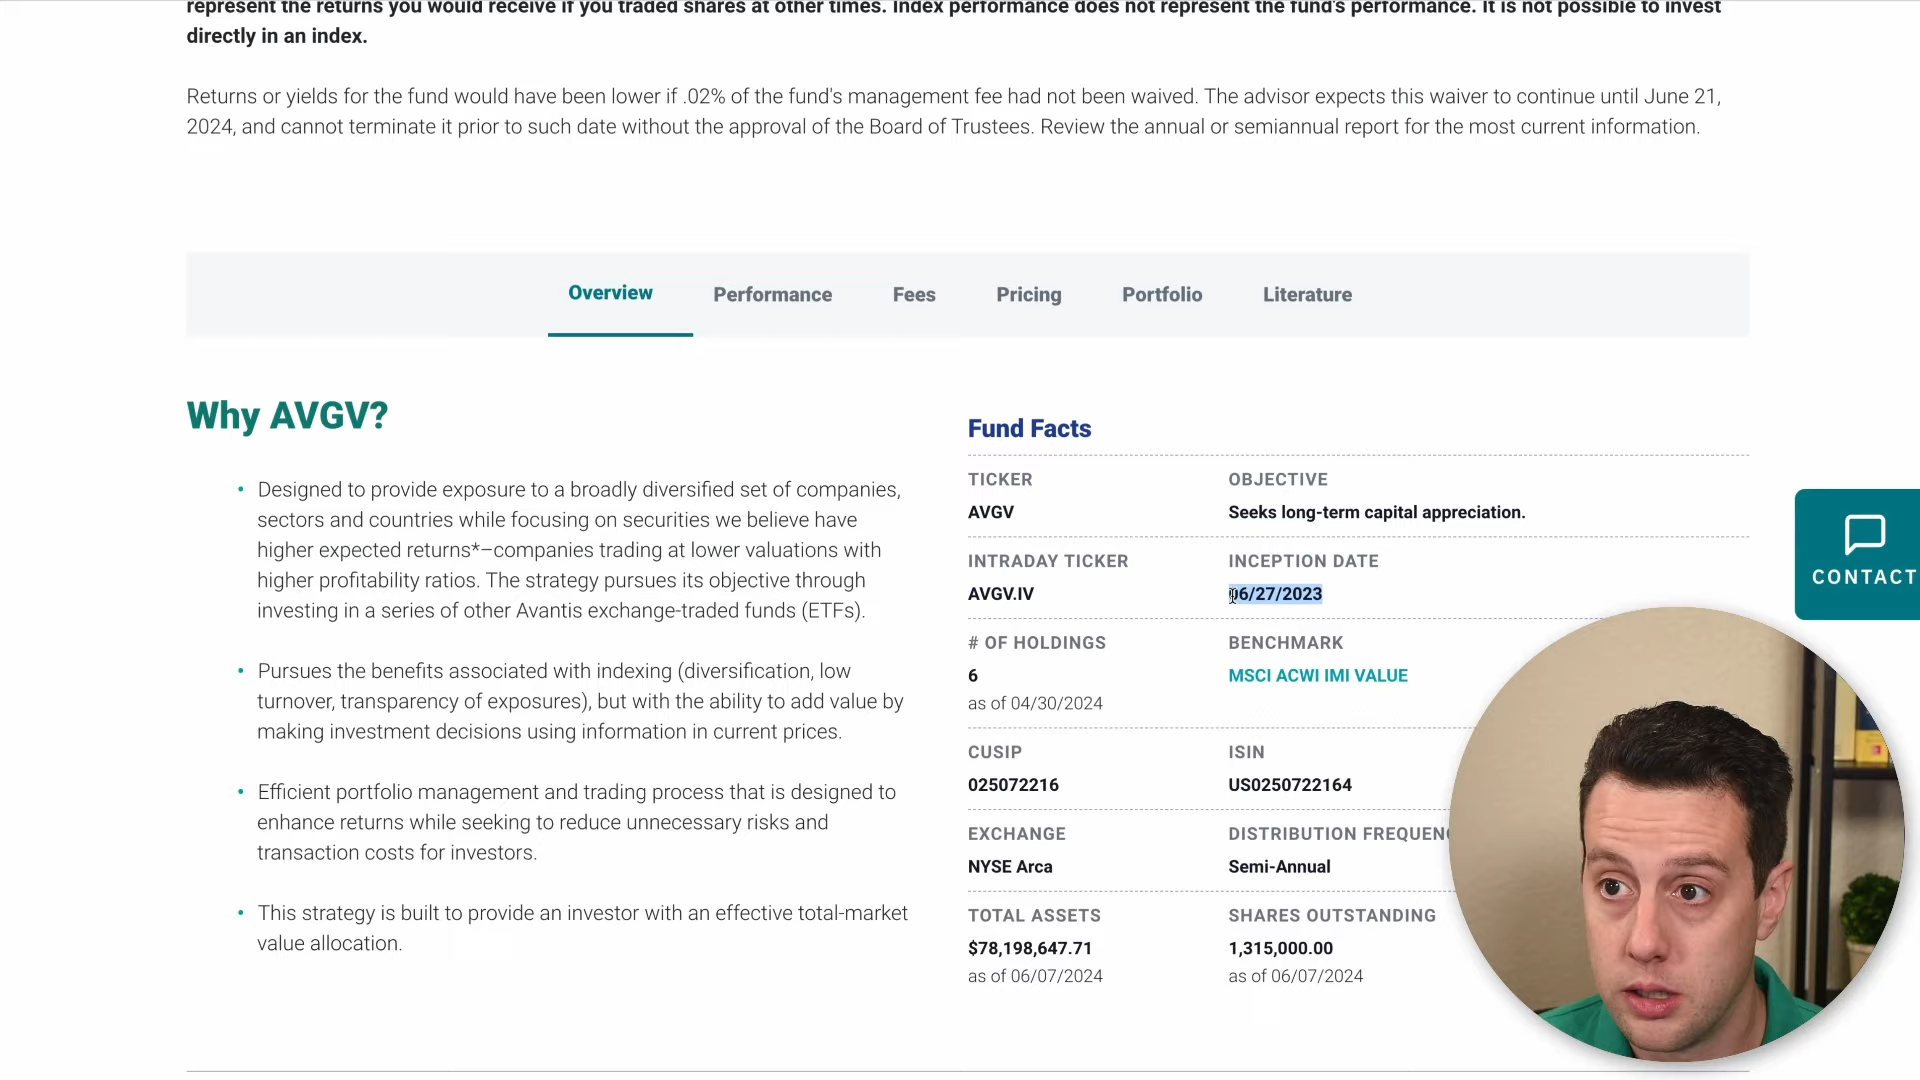 represent the returns you would receive if you traded shares at other times. Index performance does not represent the fund's performance. It is not possible to invest
directly in an index.
Returns or yields for the fund would have been lower if .02% of the fund's management fee had not been waived. The advisor expects this waiver to continue until June 21,
2024, and cannot terminate it prior to such date without the approval of the Board of Trustees. Review the annual or semiannual report for the most current information.
Overview Performance Fees Pricing Portfolio Literature
Why AVGV?
• Designed to provide exposure to a broadly diversified set of companies,
sectors and countries while focusing on securities we believe have
higher expected returns*–companies trading at lower valuations with
higher profitability ratios. The strategy pursues its objective through
investing in a series of other Avantis exchange-traded funds (ETFs).
• Pursues the benefits associated with indexing (diversification, low
turnover, transparency of exposures), but with the ability to add value by
making investment decisions using information in current prices.
• Efficient portfolio management and trading process that is designed to
enhance returns while seeking to reduce unnecessary risks and
transaction costs for investors.
• This strategy is built to provide an investor with an effective total-market
value allocation.
Fund Facts
TICKER OBJECTIVE
AVGV Seeks long-term capital appreciation.
INTRADAY TICKER INCEPTION DATE
AVGV.IV 06/27/2023
# OF HOLDINGS BENCHMARK
6 MSCI ACWI IMI VALUE
as of 04/30/2024
CUSIP ISIN
025072216 US0250722164
EXCHANGE DISTRIBUTION FREQUENC
NYSE Arca Semi-Annual
TOTAL ASSETS SHARES OUTSTANDING
$78,198,647.71 1,315,000.00
as of 06/07/2024 as of 06/07/2024
CONTACT